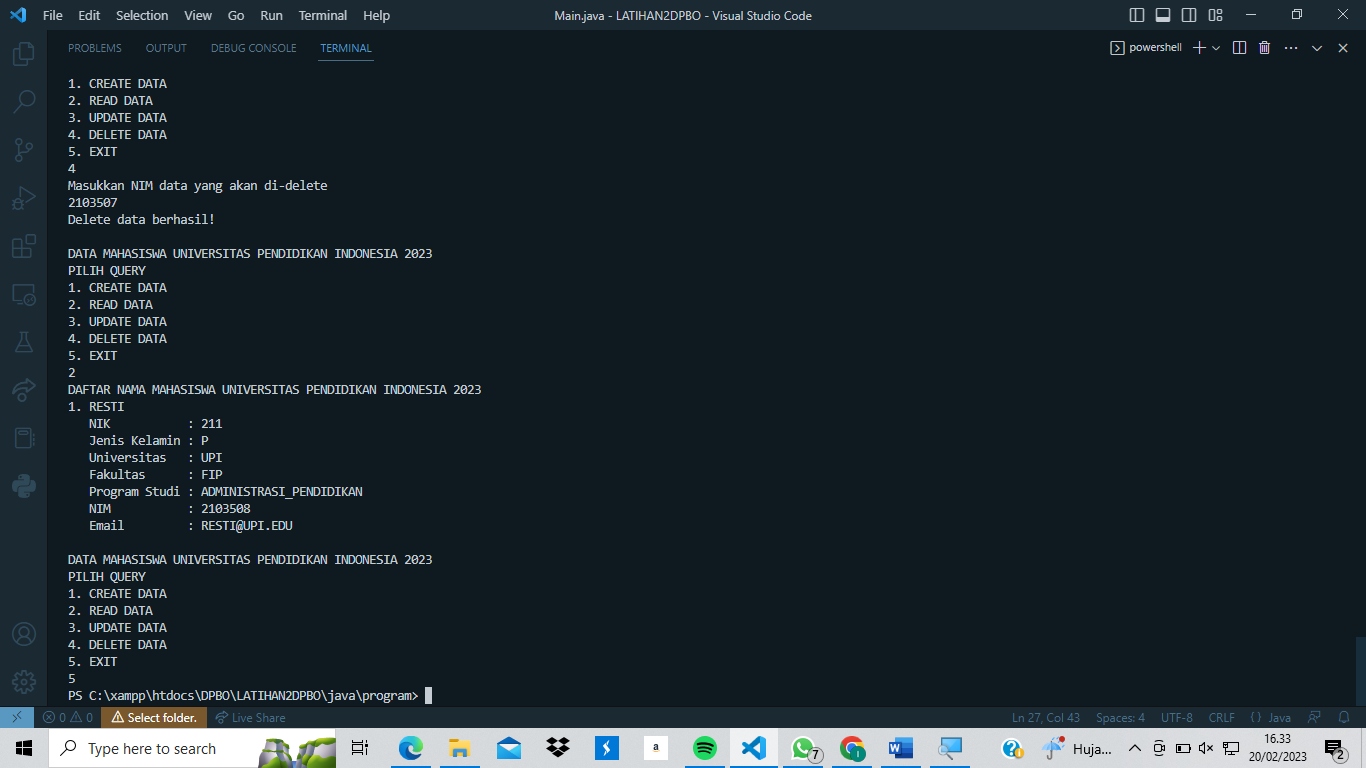 File Edit Selection View Go Run Terminal Help Main.java - LATIHAN2DPBO - Visual Studio Code
PROBLEMS OUTPUT DEBUG CONSOLE TERMINAL powershell
1. CREATE DATA
2. READ DATA
3. UPDATE DATA
4. DELETE DATA
5. EXIT
4
Masukkan NIM data yang akan di-delete
2103507
Delete data berhasil!
DATA MAHASISWA UNIVERSITAS PENDIDIKAN INDONESIA 2023
PILIH QUERY
1. CREATE DATA
2. READ DATA
3. UPDATE DATA
4. DELETE DATA
5. EXIT
2
DAFTAR NAMA MAHASISWA UNIVERSITAS PENDIDIKAN INDONESIA 2023
1. RESTI
NIK : 211
Jenis Kelamin : P
Universitas : UPI
Fakultas : FIP
Program Studi : ADMINISTRASI_PENDIDIKAN
NIM : 2103508
Email : RESTI@UPI.EDU
DATA MAHASISWA UNIVERSITAS PENDIDIKAN INDONESIA 2023
PILIH QUERY
1. CREATE DATA
2. READ DATA
3. UPDATE DATA
4. DELETE DATA
5. EXIT
5
PS C:\xampp\htdocs\DPBO\LATIHAN2DPBO\java\program>
0 0 Select folder. Live Share Ln 27, Col 43 Spaces: 4 UTF-8 CRLF {} Java
Type here to search a 7 Huja... 16.33
20/02/2023 2